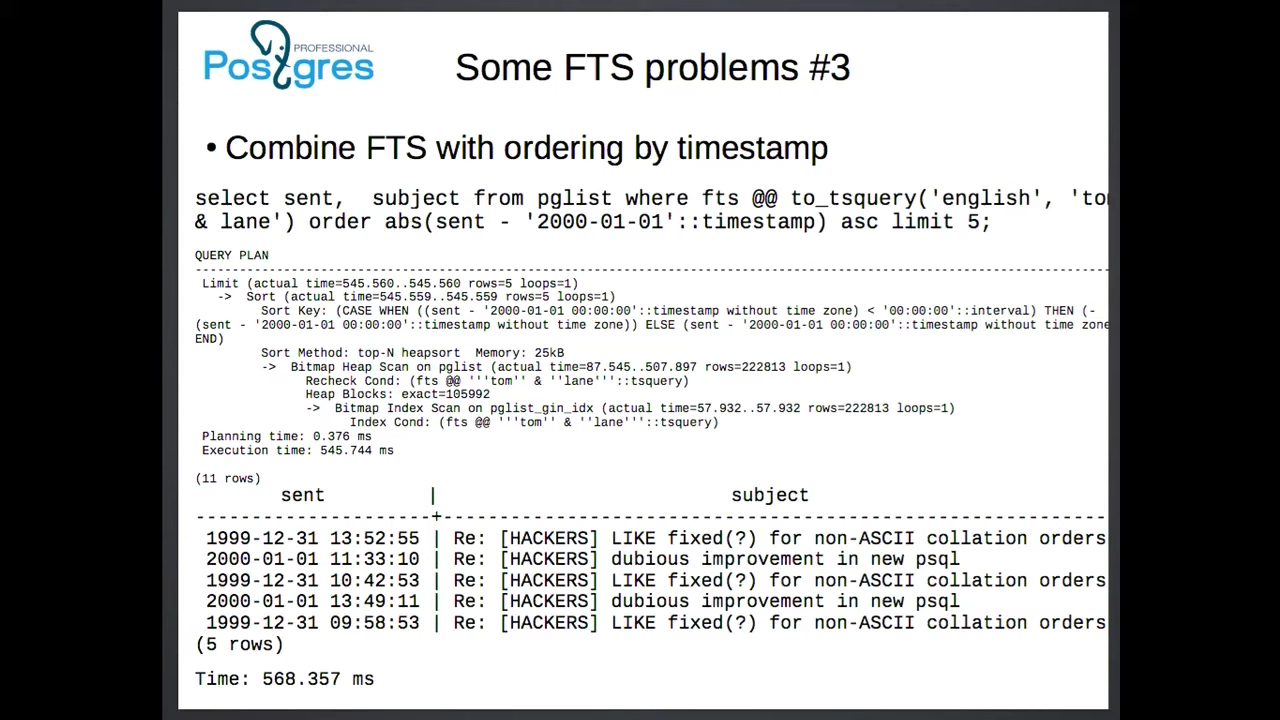 PROFESSIONAL
Postgres
Some FTS problems #3
• Combine FTS with ordering by timestamp
select sent,  subject from pglist where fts @@ to_tsquery('english', 'to
& lane') order abs(sent - '2000-01-01'::timestamp) asc limit 5;
QUERY PLAN
--------------------------------------------------------------------------------
Limit (actual time=545.560..545.560 rows=5 loops=1)
->  Sort (actual time=545.559..545.559 rows=5 loops=1)
Sort Key: (CASE WHEN ((sent - '2000-01-01 00:00:00'::timestamp without time zone) < '00:00:00'::interval) THEN (-
(sent - '2000-01-01 00:00:00'::timestamp without time zone)) ELSE (sent - '2000-01-01 00:00:00'::timestamp without time zone
END)
Sort Method: top-N heapsort  Memory: 25kB
->  Bitmap Heap Scan on pglist (actual time=87.545..507.897 rows=222813 loops=1)
Recheck Cond: (fts @@ '''tom'' & ''lane'''::tsquery)
Heap Blocks: exact=105992
->  Bitmap Index Scan on pglist_gin_idx (actual time=57.932..57.932 rows=222813 loops=1)
Index Cond: (fts @@ '''tom'' & ''lane'''::tsquery)
Planning time: 0.376 ms
Execution time: 545.744 ms
(11 rows)
sent | subject
---------------------+------------------------------------------------------------
1999-12-31 13:52:55 | Re: [HACKERS] LIKE fixed(?) for non-ASCII collation orders
2000-01-01 11:33:10 | Re: [HACKERS] dubious improvement in new psql
1999-12-31 10:42:53 | Re: [HACKERS] LIKE fixed(?) for non-ASCII collation orders
2000-01-01 13:49:11 | Re: [HACKERS] dubious improvement in new psql
1999-12-31 09:58:53 | Re: [HACKERS] LIKE fixed(?) for non-ASCII collation orders
(5 rows)
Time: 568.357 ms